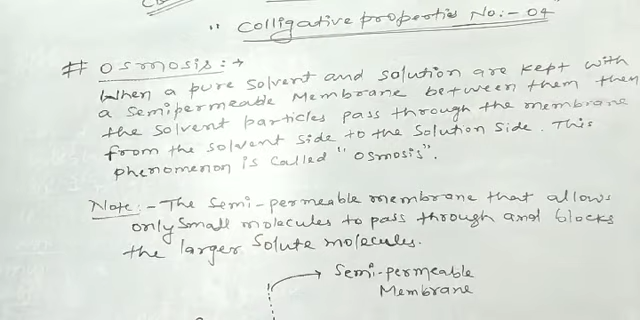 " Colligative properties No:- 04
# Osmosis:→
When a pure solvent and solution are kept with
a semipermeable Membrane between them then
the solvent particles pass through the membrane
from the solvent side to the solution side. This
phenomenon is called "Osmosis".
Note:- The semi-permeable membrane that allows
only small molecules to pass through and blocks
the larger solute molecules.
→ Semi-permeable
Membrane